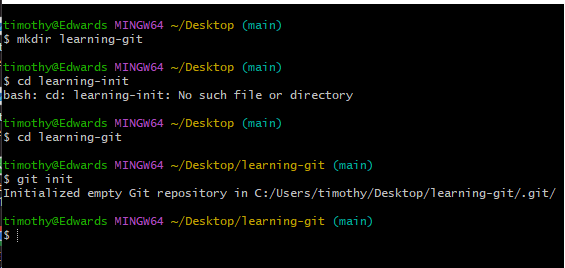 timothy@Edwards MINGW64 ~/Desktop (main)
$ mkdir learning-git
timothy@Edwards MINGW64 ~/Desktop (main)
$ cd learning-init
bash: cd: learning-init: No such file or directory
timothy@Edwards MINGW64 ~/Desktop (main)
$ cd learning-git
timothy@Edwards MINGW64 ~/Desktop/learning-git (main)
$ git init
Initialized empty Git repository in C:/Users/timothy/Desktop/learning-git/.git/
timothy@Edwards MINGW64 ~/Desktop/learning-git (main)
$